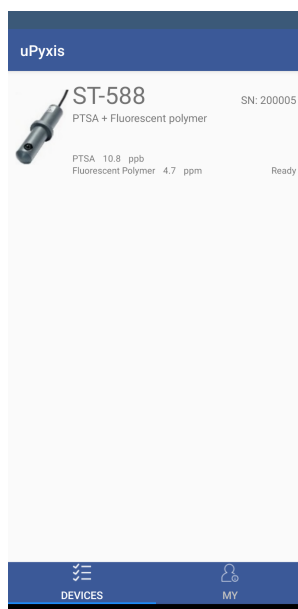 uPyxis
ST-588
SN: 200005
PTSA + Fluorescent polymer
PTSA 10.8 ppb
Fluorescent Polymer 4.7 ppm
Ready
DEVICES
MY